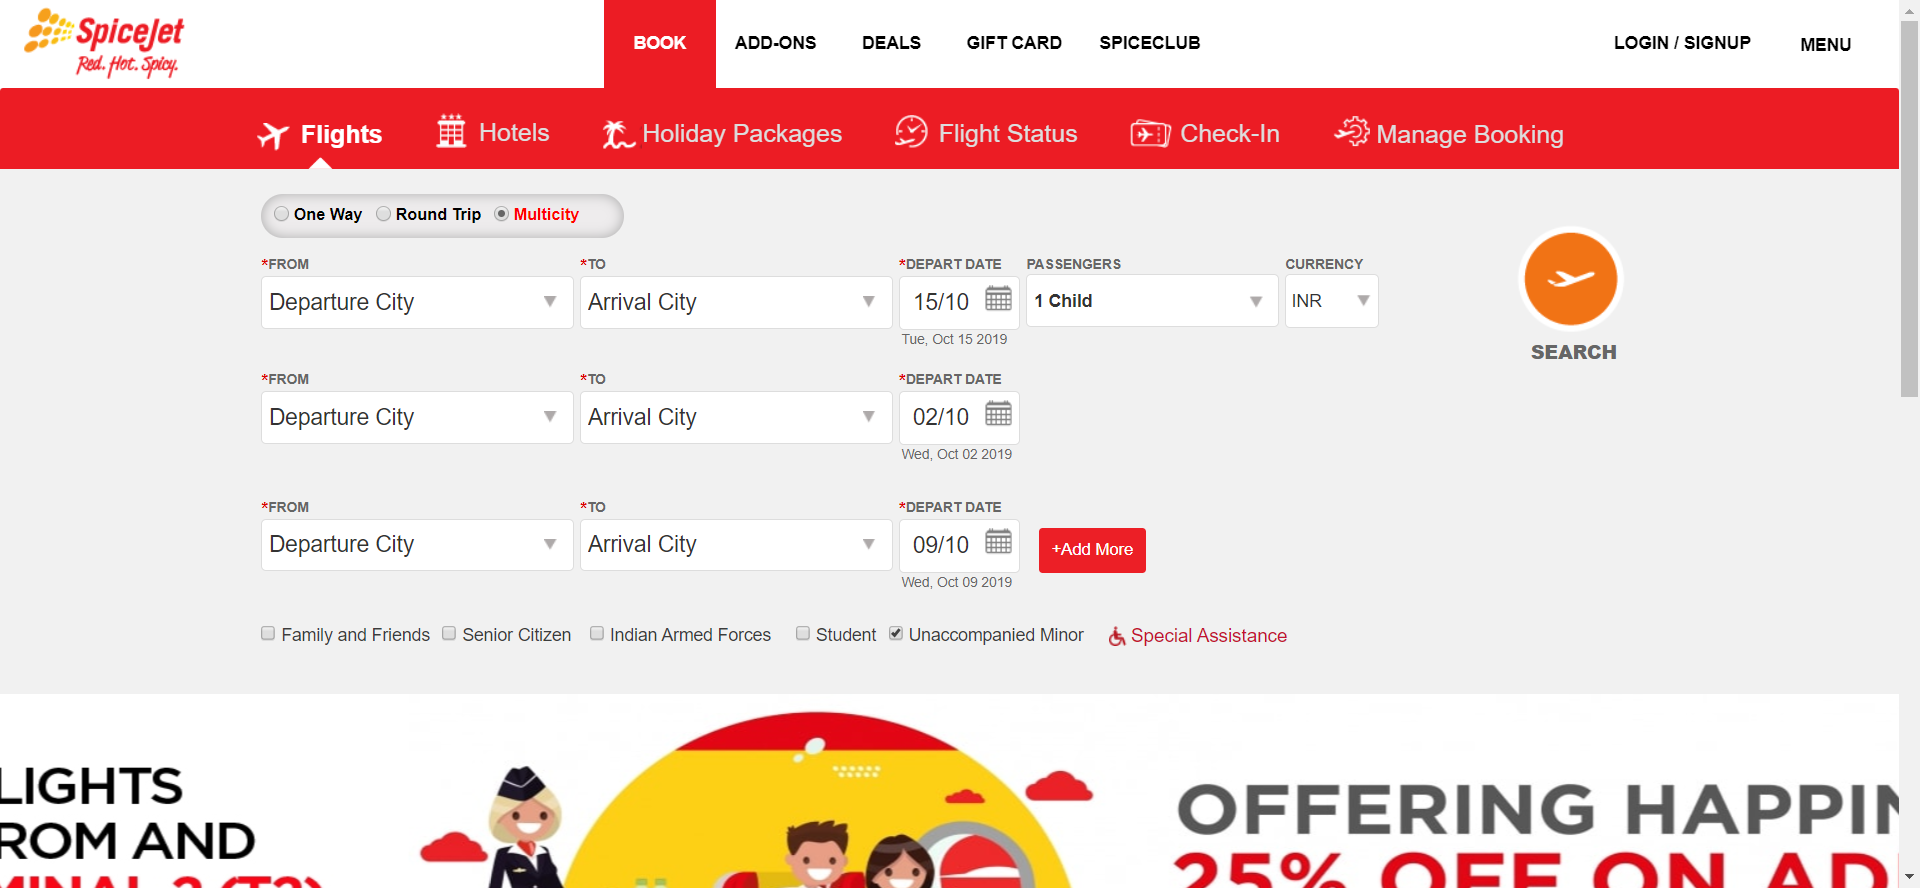 SpiceJet
Red. Hot. Spicy.
BOOK ADD-ONS DEALS GIFT CARD SPICECLUB LOGIN / SIGNUP MENU
Flights Hotels Holiday Packages Flight Status Check-In Manage Booking
One Way Round Trip Multicity
*FROM *TO *DEPART DATE PASSENGERS CURRENCY
Departure City Arrival City 15/10 1 Child INR
Tue, Oct 15 2019
SEARCH
*FROM *TO *DEPART DATE
Departure City Arrival City 02/10
Wed, Oct 02 2019
*FROM *TO *DEPART DATE
Departure City Arrival City 09/10 +Add More
Wed, Oct 09 2019
Family and Friends Senior Citizen Indian Armed Forces Student Unaccompanied Minor Special Assistance
LIGHTS
ROM AND
MINAL 2 (T2)
OFFERING HAPPIN
25% OFF ON AD